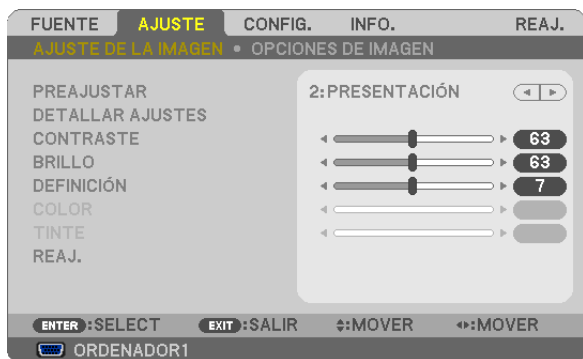 FUENTE AJUSTE CONFIG. INFO. REAJ.
AJUSTE DE LA IMAGEN • OPCIONES DE IMAGEN
PREAJUSTAR 2:PRESENTACIÓN
DETALLAR AJUSTES
CONTRASTE 63
BRILLO 63
DEFINICIÓN 7
COLOR
TINTE
REAJ.
ENTER :SELECT EXIT :SALIR :MOVER :MOVER
ORDENADOR1